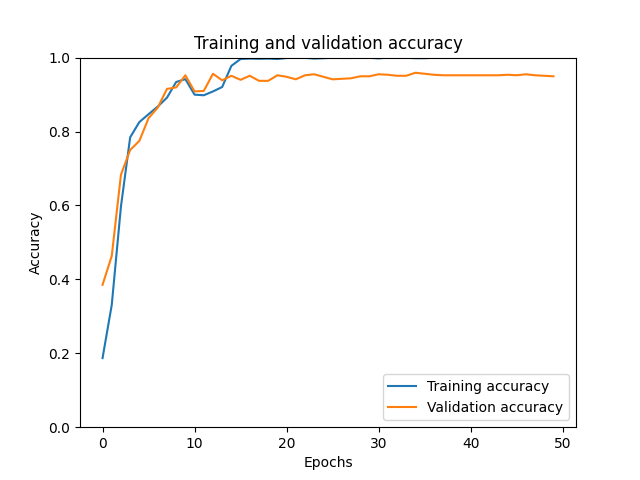 Training and validation accuracy
1.0
0.8
0.6
0.4
0.2
0.0
Accuracy
0 10 20 30 40 50
Epochs
Training accuracy
Validation accuracy